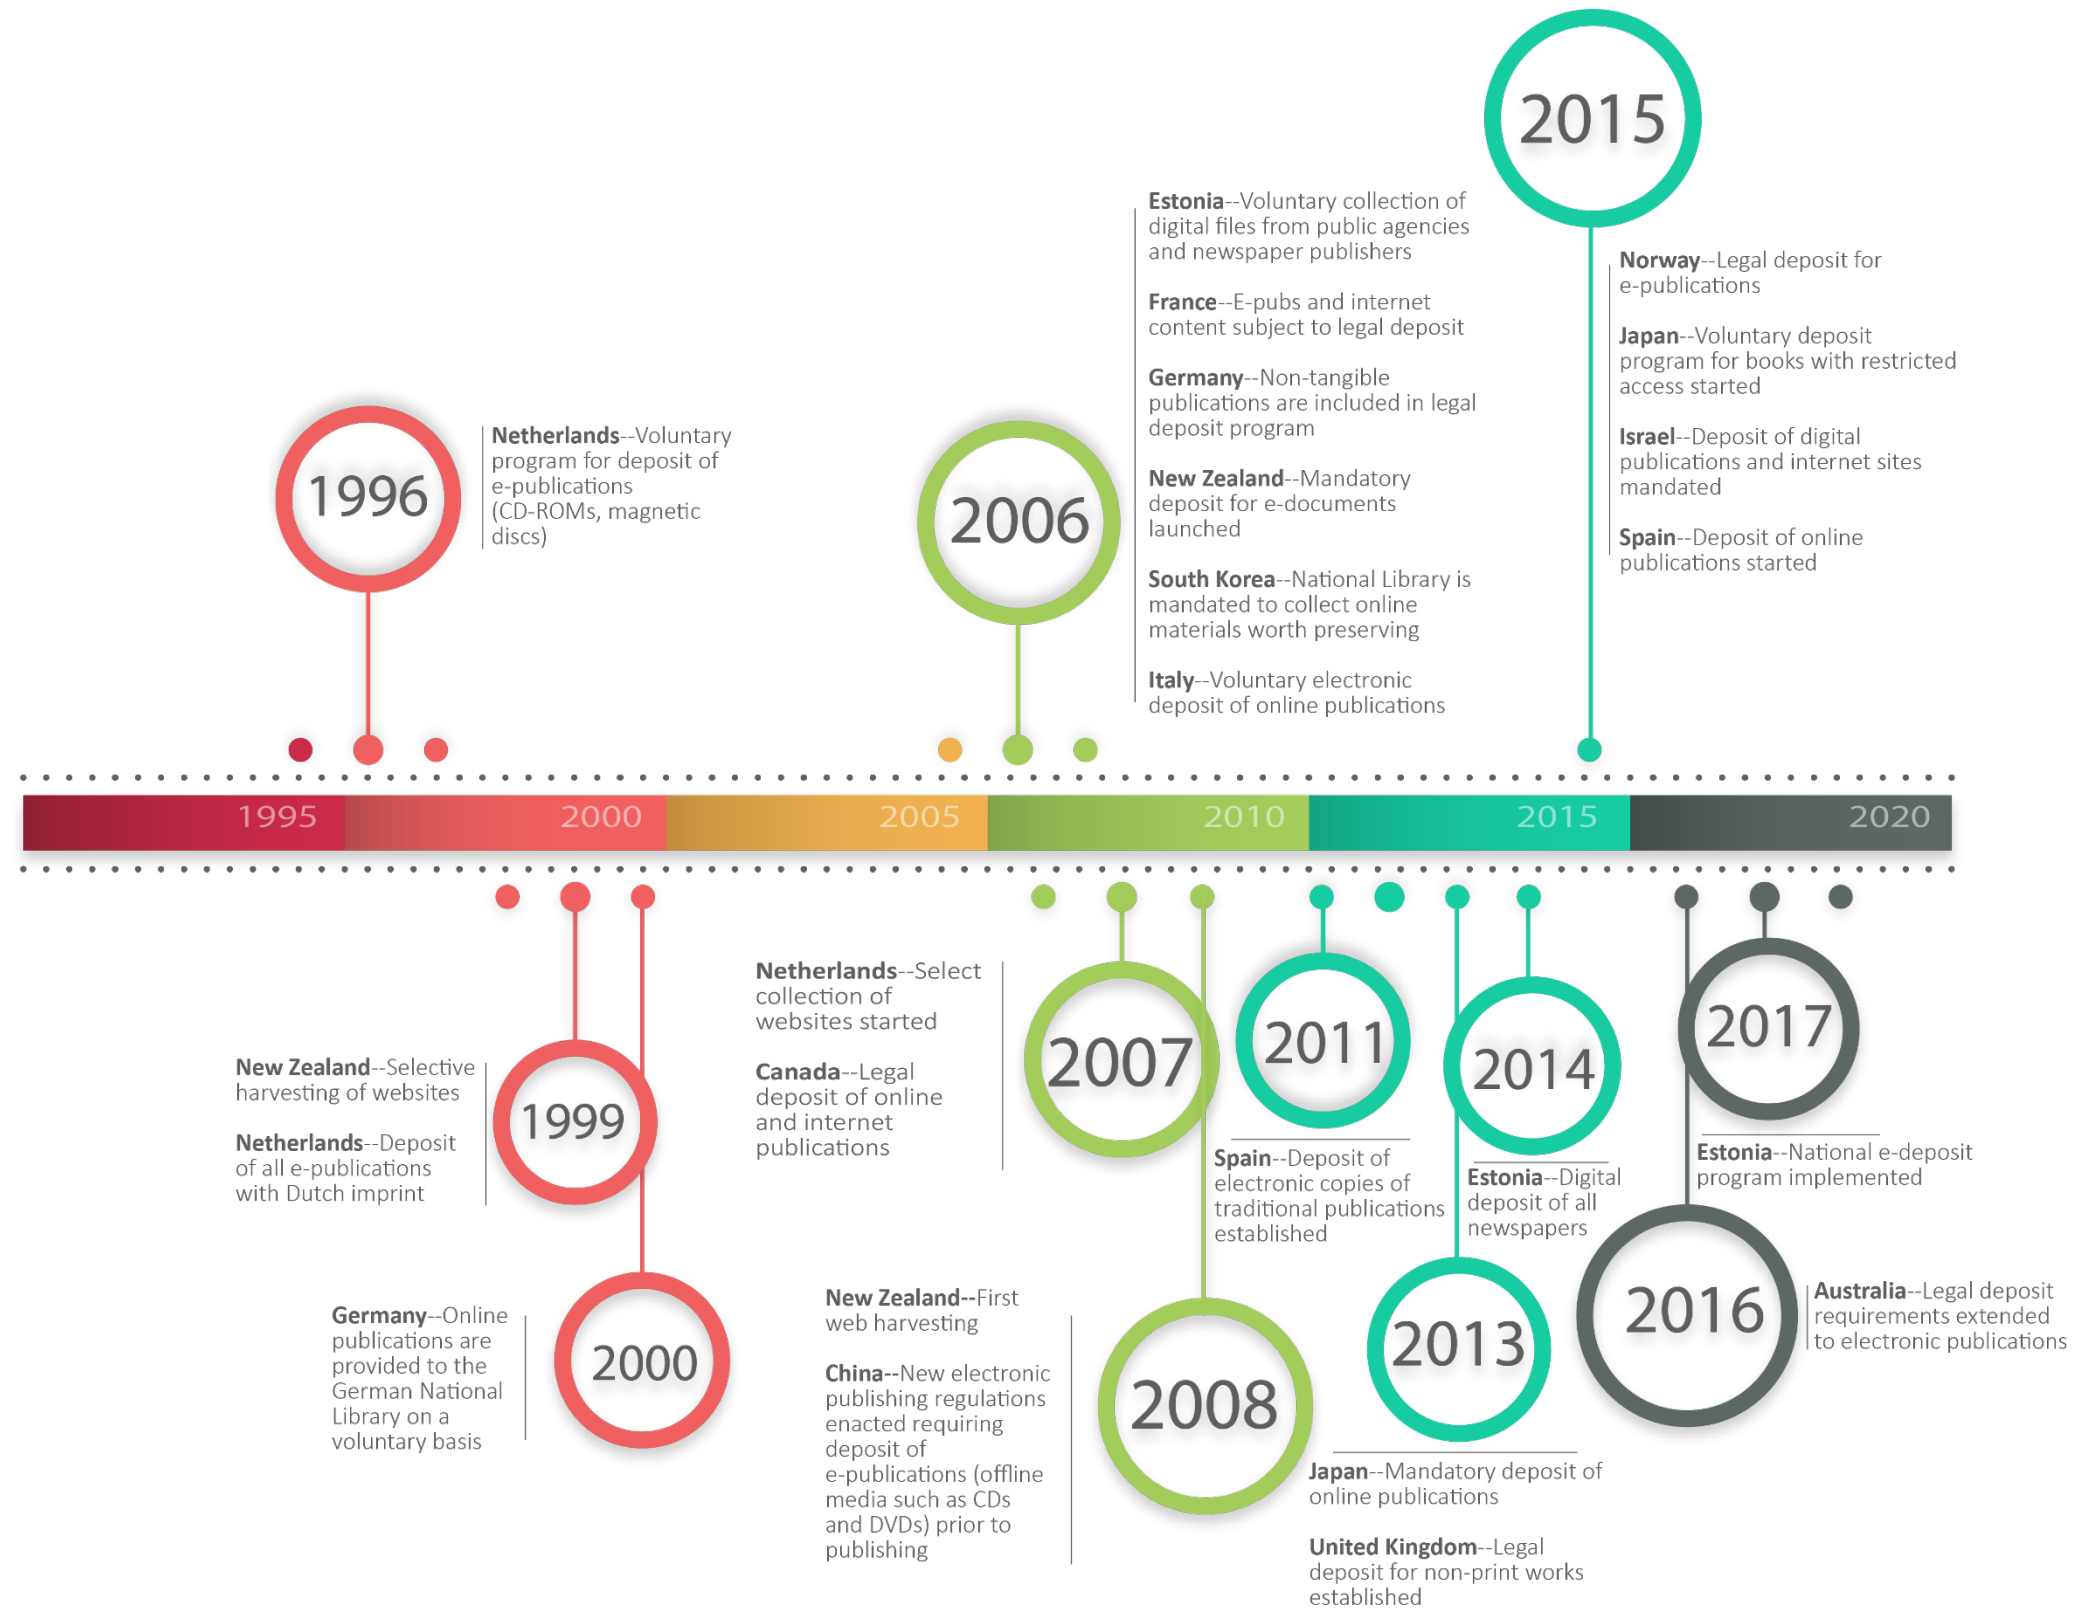 2015
Estonia--Voluntary collection of
digital files from public agencies
and newspaper publishers
France--E-pubs and internet
content subject to legal deposit
Germany--Non-tangible
publications are included in legal
deposit program
New Zealand--Mandatory
deposit for e-documents
launched
South Korea--National Library is
mandated to collect online
materials worth preserving
Italy--Voluntary electronic
deposit of online publications
Norway--Legal deposit for
e-publications
Japan--Voluntary deposit
program for books with restricted
access started
Israel--Deposit of digital
publications and internet sites
mandated
Spain--Deposit of online
publications started
1996
Netherlands--Voluntary
program for deposit of
e-publications
(CD-ROMs, magnetic
discs)
2006
1995
2000
2005
2010
2015
2020
New Zealand--Selective
harvesting of websites
Netherlands--Deposit
of all e-publications
with Dutch imprint
1999
Germany--Online
publications are
provided to the
German National
Library on a
voluntary basis
2000
Netherlands--Select
collection of
websites started
Canada--Legal
deposit of online
and internet
publications
2007
New Zealand--First
web harvesting
China--New electronic
publishing regulations
enacted requiring
deposit of
e-publications (offline
media such as CDs
and DVDs) prior to
publishing
2008
2011
Spain--Deposit of
electronic copies of
traditional publications
established
2013
Japan--Mandatory deposit of
online publications
United Kingdom--Legal
deposit for non-print works
established
2014
Estonia--Digital
deposit of all
newspapers
2017
Estonia--National e-deposit
program implemented
2016
Australia--Legal deposit
requirements extended
to electronic publications